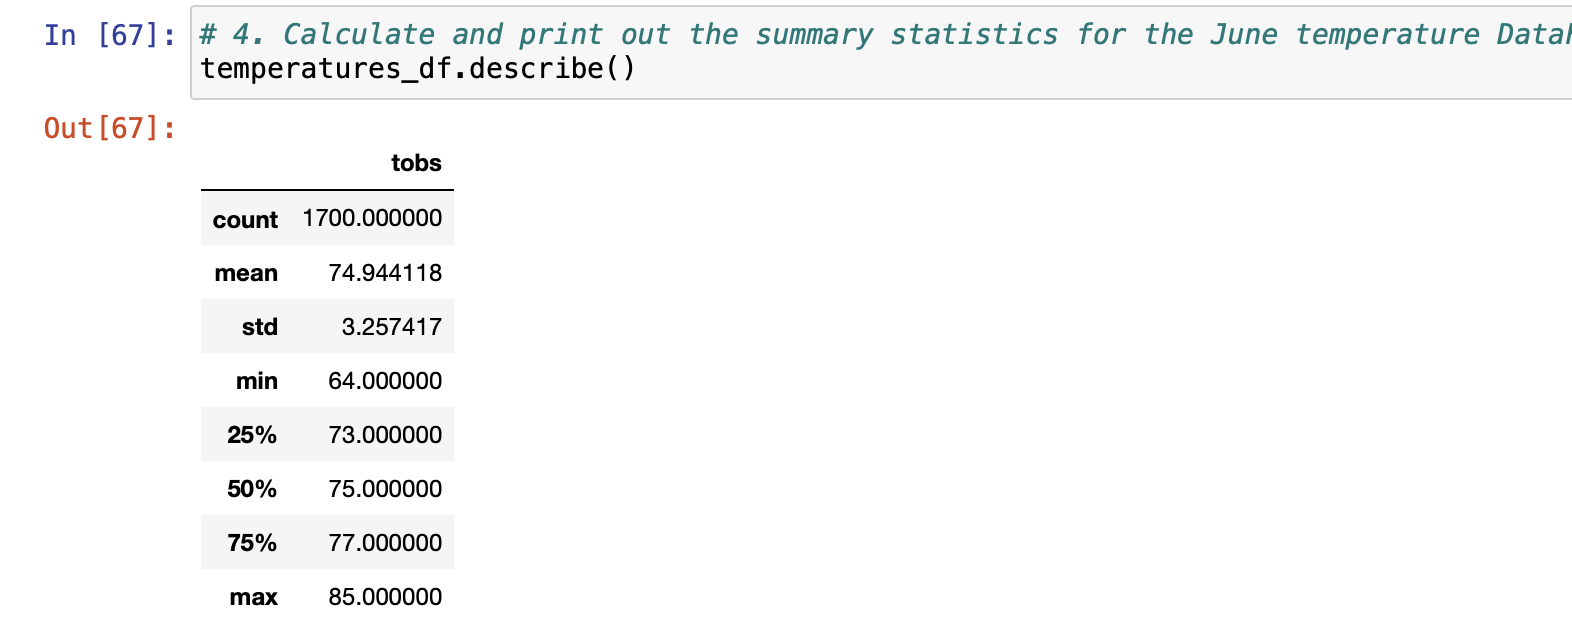 In [67]: # 4. Calculate and print out the summary statistics for the June temperature
temperatures_df.describe()
Out[67]:
tobs
count 1700.000000
mean 74.944118
std 3.257417
min 64.000000
25% 73.000000
50% 75.000000
75% 77.000000
max 85.000000